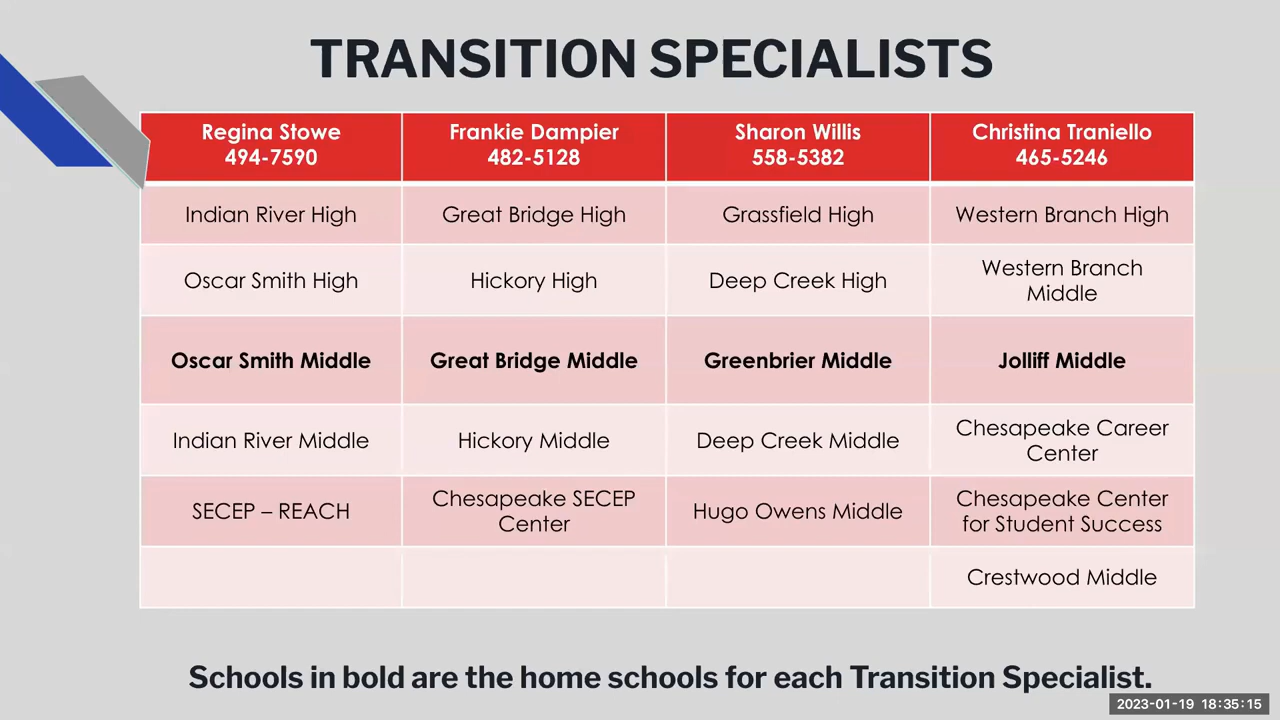 TRANSITION SPECIALISTS
Regina Stowe
494-7590
Frankie Dampier
482-5128
Sharon Willis
558-5382
Christina Traniello
465-5246
Indian River High
Great Bridge High
Grassfield High
Western Branch High
Oscar Smith High
Hickory High
Deep Creek High
Western Branch
Middle
Oscar Smith Middle
Great Bridge Middle
Greenbrier Middle
Jolliff Middle
Indian River Middle
Hickory Middle
Deep Creek Middle
Chesapeake Career
Center
SECEP – REACH
Chesapeake SECEP
Center
Hugo Owens Middle
Chesapeake Center
for Student Success
Crestwood Middle
Schools in bold are the home schools for each Transition Specialist.
2023-01-19 18:35:15